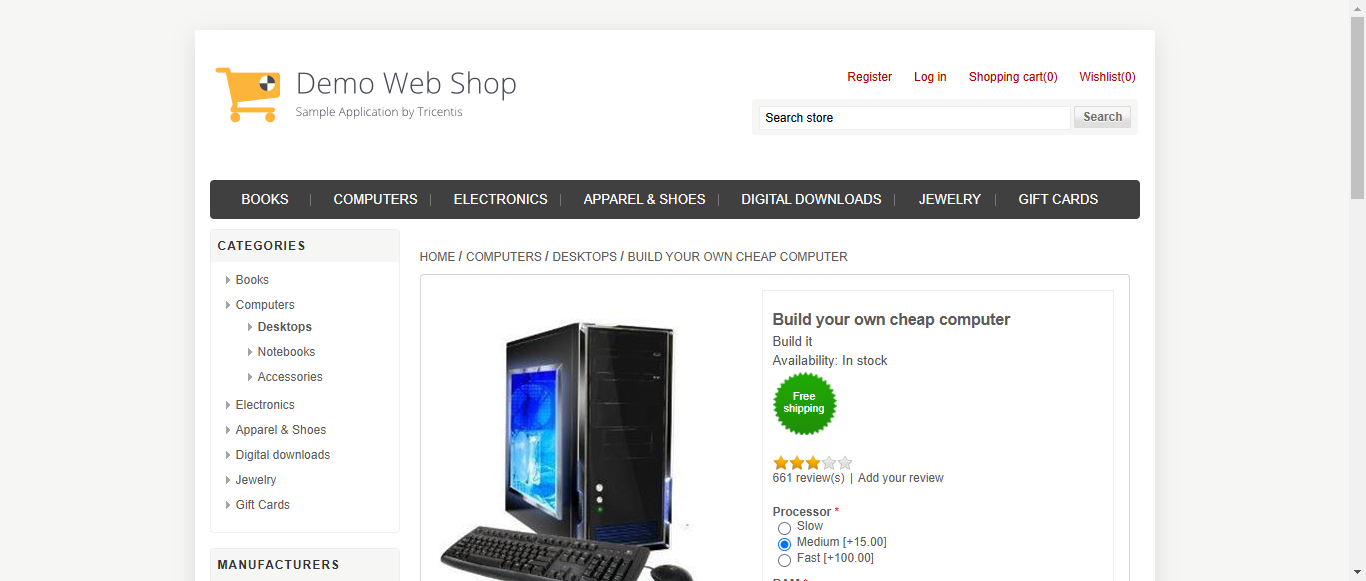 Demo Web Shop
Sample Application by Tricentis
Register Log in Shopping cart(0) Wishlist(0)
Search store Search
BOOKS COMPUTERS ELECTRONICS APPAREL & SHOES DIGITAL DOWNLOADS JEWELRY GIFT CARDS
CATEGORIES
Books
Computers
Desktops
Notebooks
Accessories
Electronics
Apparel & Shoes
Digital downloads
Jewelry
Gift Cards
MANUFACTURERS
HOME / COMPUTERS / DESKTOPS / BUILD YOUR OWN CHEAP COMPUTER
Build your own cheap computer
Build it
Availability: In stock
Free
shipping
661 review(s) | Add your review
Processor *
Slow
Medium [+15.00]
Fast [+100.00]